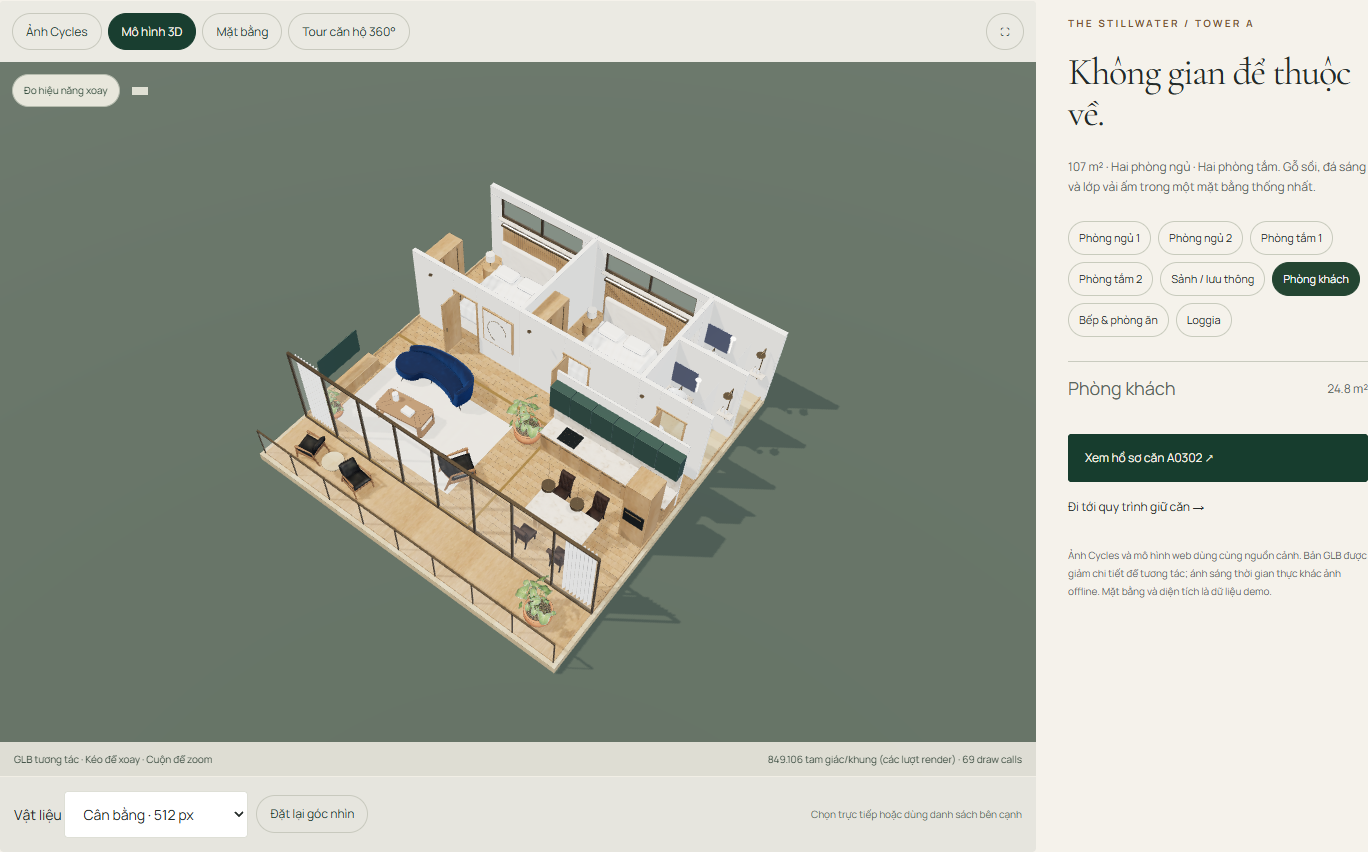 Ảnh Cycles
Mô hình 3D
Mặt bằng
Tour căn hộ 360°
Đo hiệu năng xoay
GLB tương tác · Kéo để xoay · Cuộn để zoom
849.106 tam giác/khung (các lượt render) · 69 draw calls
Vật liệu
Cân bằng · 512 px
Đặt lại góc nhìn
Chọn trực tiếp hoặc dùng danh sách bên cạnh
THE STILLWATER / TOWER A
Không gian để thuộc
về.
107 m² · Hai phòng ngủ · Hai phòng tắm. Gỗ sồi, đá sáng
và lớp vải ấm trong một mặt bằng thống nhất.
Phòng ngủ 1
Phòng ngủ 2
Phòng tắm 1
Phòng tắm 2
Sảnh / lưu thông
Phòng khách
Bếp & phòng ăn
Loggia
Phòng khách
24.8 m²
Xem hồ sơ căn A0302 ↗
Đi tới quy trình giữ căn →
Ảnh Cycles và mô hình web dùng cùng nguồn cảnh. Bản GLB được
giảm chi tiết để tương tác; ánh sáng thời gian thực khác ảnh
offline. Mặt bằng và diện tích là dữ liệu demo.